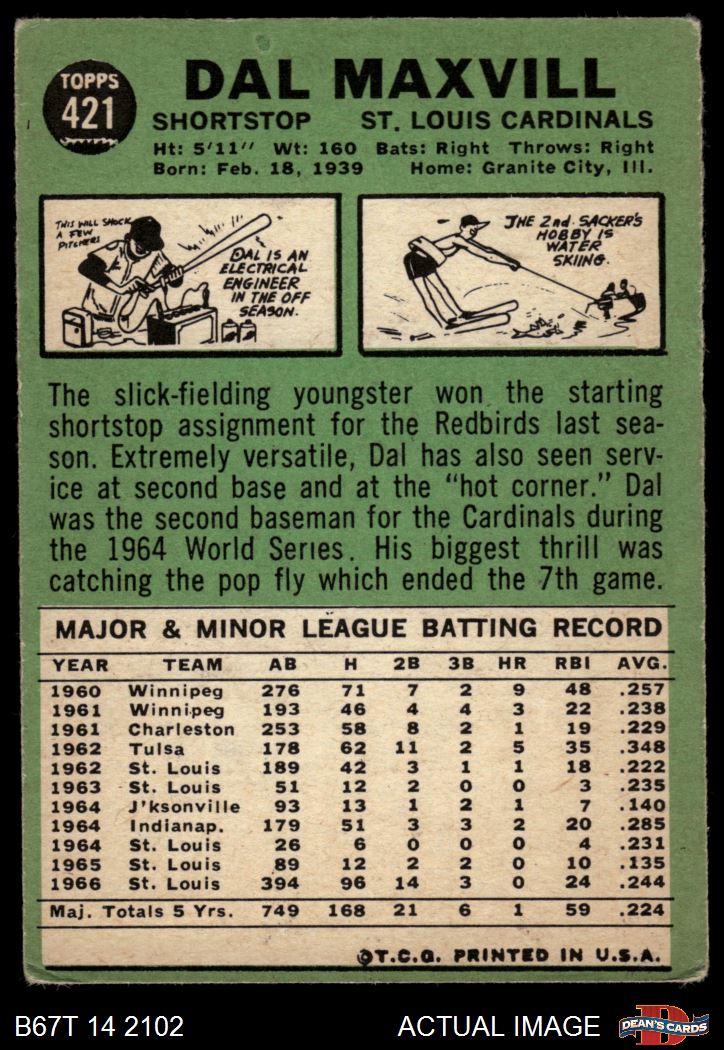 TOPPS
421
DAL MAXVILL
SHORTSTOP ST. LOUIS CARDINALS
Ht: 5'11" Wt: 160 Bats: Right Throws: Right
Born: Feb. 18, 1939 Home: Granite City, Ill.
THIS WILL SHOCK
A FEW
PITCHERS
DAL IS AN
ELECTRICAL
ENGINEER
IN THE OFF
SEASON.
THE 2nd SACKER'S
HOBBY IS
WATER
SKIING.
The slick-fielding youngster won the starting
shortstop assignment for the Redbirds last sea-
son. Extremely versatile, Dal has also seen serv-
ice at second base and at the "hot corner." Dal
was the second baseman for the Cardinals during
the 1964 World Series. His biggest thrill was
catching the pop fly which ended the 7th game.
MAJOR & MINOR LEAGUE BATTING RECORD
YEAR TEAM AB H 2B 3B HR RBI AVG.
1960 Winnipeg 276 71 7 2 9 48 .257
1961 Winnipeg 193 46 4 4 3 22 .238
1961 Charleston 253 58 8 2 1 19 .229
1962 Tulsa 178 62 11 2 5 35 .348
1962 St. Louis 189 42 3 1 1 18 .222
1963 St. Louis 51 12 2 0 0 3 .235
1964 J'ksonville 93 13 1 2 1 7 .140
1964 Indianap. 179 51 3 3 2 20 .285
1964 St. Louis 26 6 0 0 0 4 .231
1965 St. Louis 89 12 2 2 0 10 .135
1966 St. Louis 394 96 14 3 0 24 .244
Maj. Totals 5 Yrs. 749 168 21 6 1 59 .224
©T.C.G. PRINTED IN U.S.A.
B67T 14 2102 ACTUAL IMAGE
D
DEAN'S CARDS